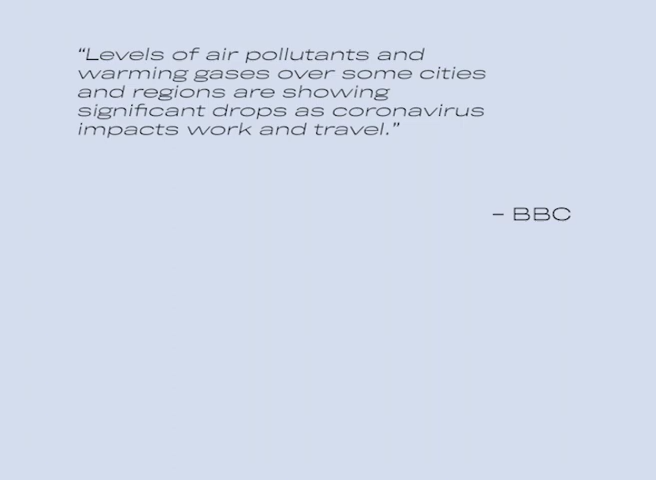 “Levels of air pollutants and
warming gases over some cities
and regions are showing
significant drops as coronavirus
impacts work and travel.”
– BBC